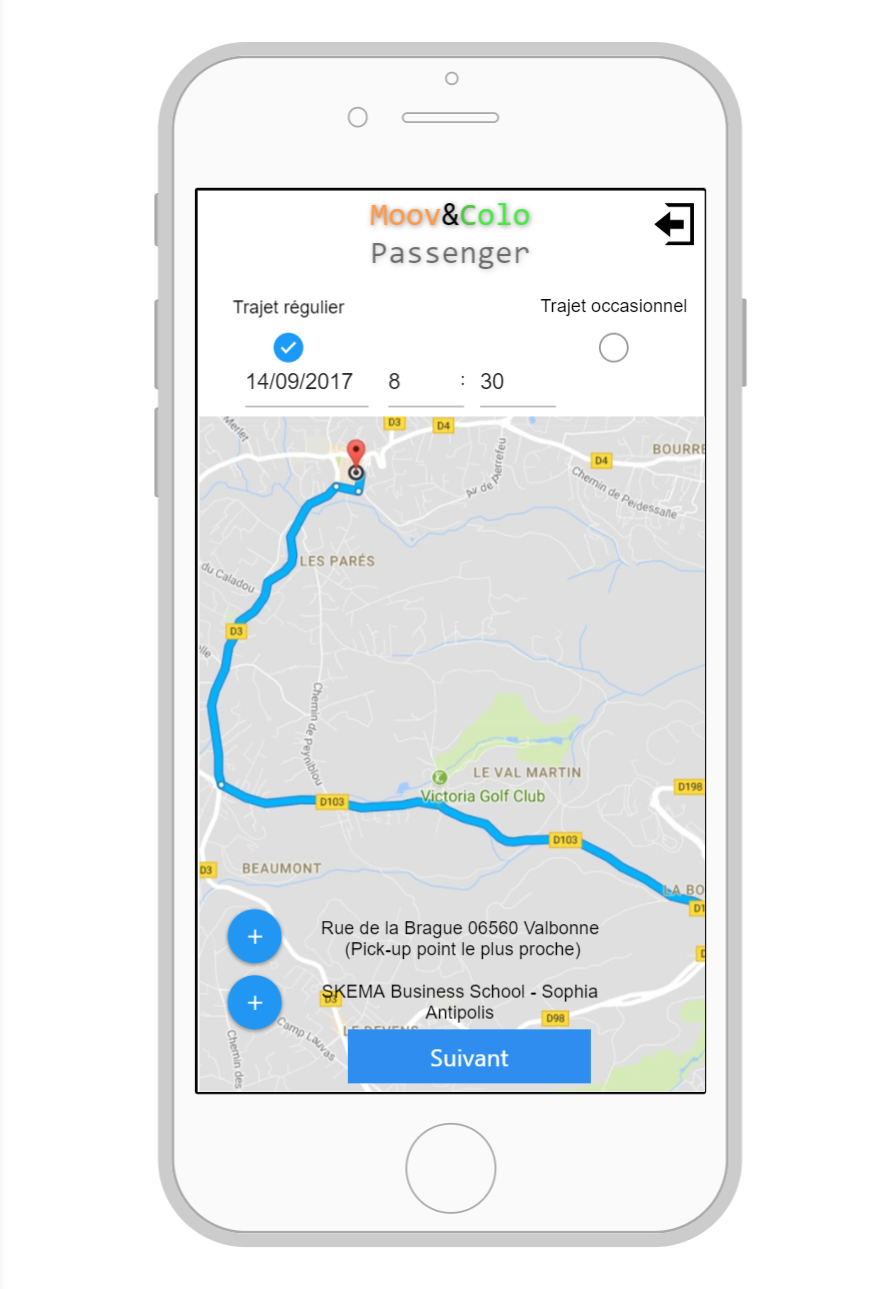 Moov&Colo
Passenger
Trajet régulier
Trajet occasionnel
14/09/2017 8 : 30
Merlet
D3
D4
D4
BOURRE
Av de Pierrefeu
Chemin de Peidessalle
LES PARÉS
du Caladou
D3
Chemin de Peyniblou
LE VAL MARTIN
Victoria Golf Club
D198
D103
D103
BEAUMONT
D3
LA BO
D1
Rue de la Brague 06560 Valbonne
(Pick-up point le plus proche)
SKEMA Business School - Sophia
Antipolis
D3
D98
Camp Lauvas
Chemin des
Suivant